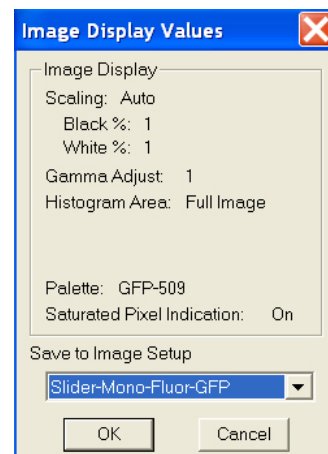 Image Display Values
Image Display
Scaling: Auto
Black %: 1
White %: 1
Gamma Adjust: 1
Histogram Area: Full Image
Palette: GFP-509
Saturated Pixel Indication: On
Save to Image Setup
Slider-Mono-Fluor-GFP
OK Cancel